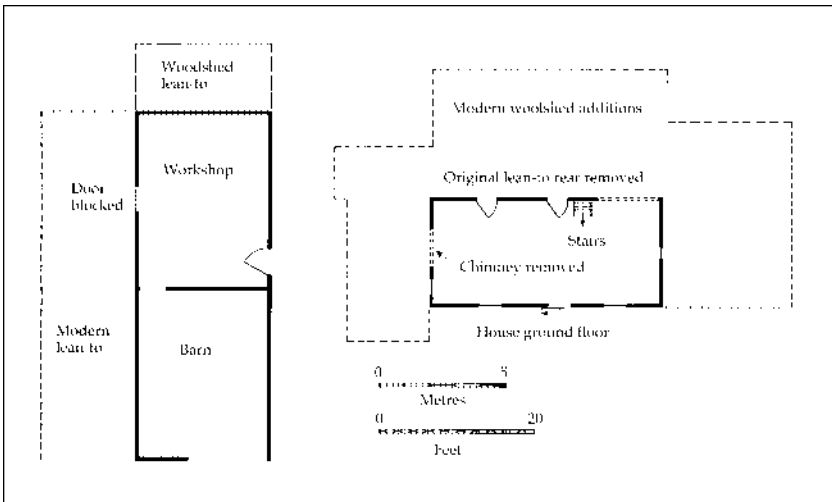 Woodshed
lean-to
Workshop
Door
blocked
Modern
lean to
Barn
Modern woolshed additions
Original lean-to rear removed
Stairs
Chimney removed
House ground floor
0
Metres
0 20
Feet